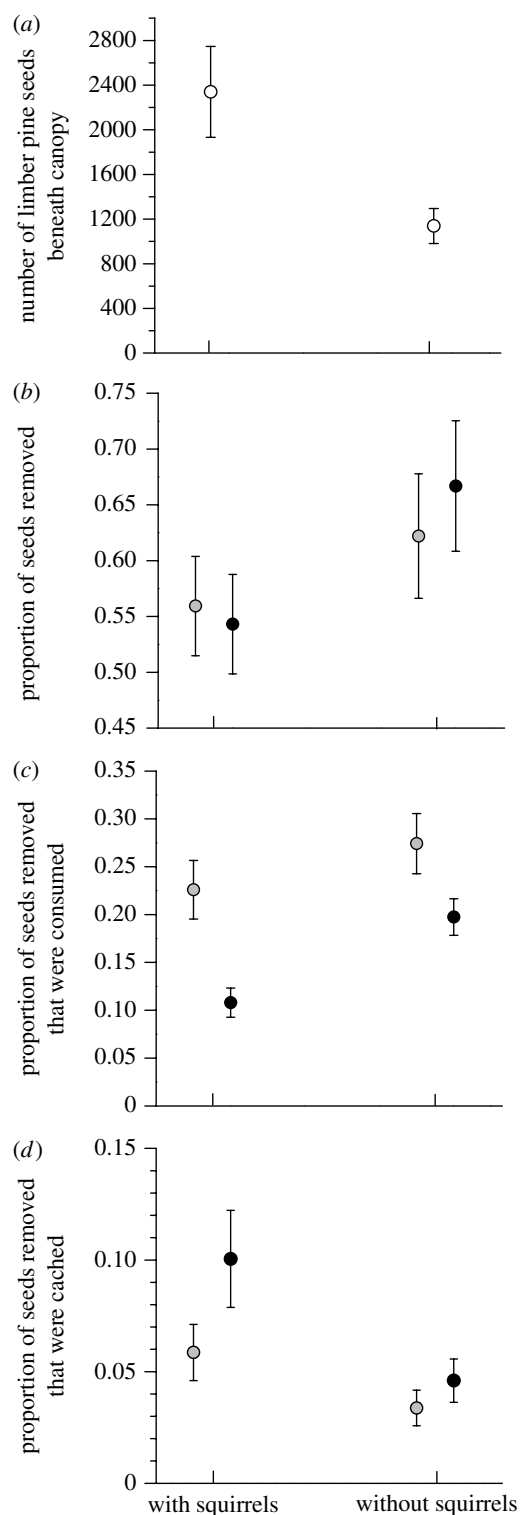 (a)
number of limber pine seeds
beneath canopy
2800
2400
2000
1600
1200
800
400
0
(b)
proportion of seeds removed
0.75
0.70
0.65
0.60
0.55
0.50
0.45
(c)
proportion of seeds removed
that were consumed
0.35
0.30
0.25
0.20
0.15
0.10
0.05
0
(d)
proportion of seeds removed
that were cached
0.15
0.10
0.05
0
with squirrels
without squirrels